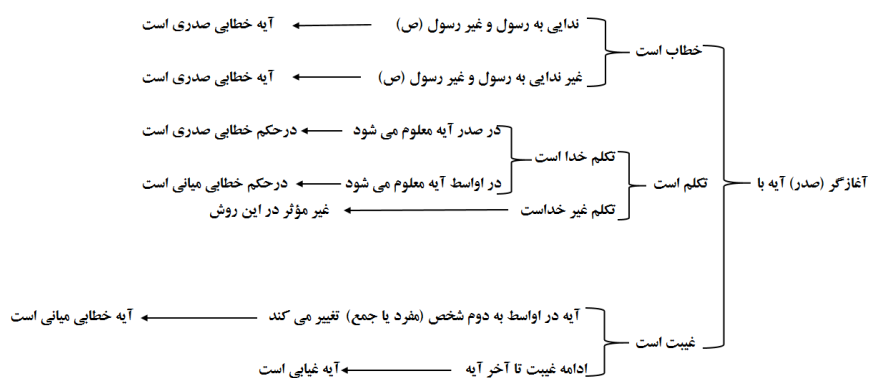 ندایی به رسول و غیر رسول (ص) آیه خطابی صدری است
خطاب است
غیر ندایی به رسول و غیر رسول (ص) آیه خطابی صدری است
در صدر آیه معلوم می شود درحکم خطابی صدری است
تکلم خدا است
آغازگر (صدر) آیه با تکلم است
در اواسط آیه معلوم می شود درحکم خطابی میانی است
تکلم غیر خداست غیر مؤثر در این روش
آیه در اواسط به دوم شخص (مفرد یا جمع) تغییر می کند آیه خطابی میانی است
غیبت است
ادامه غیبت تا آخر آیه آیه غیابی است